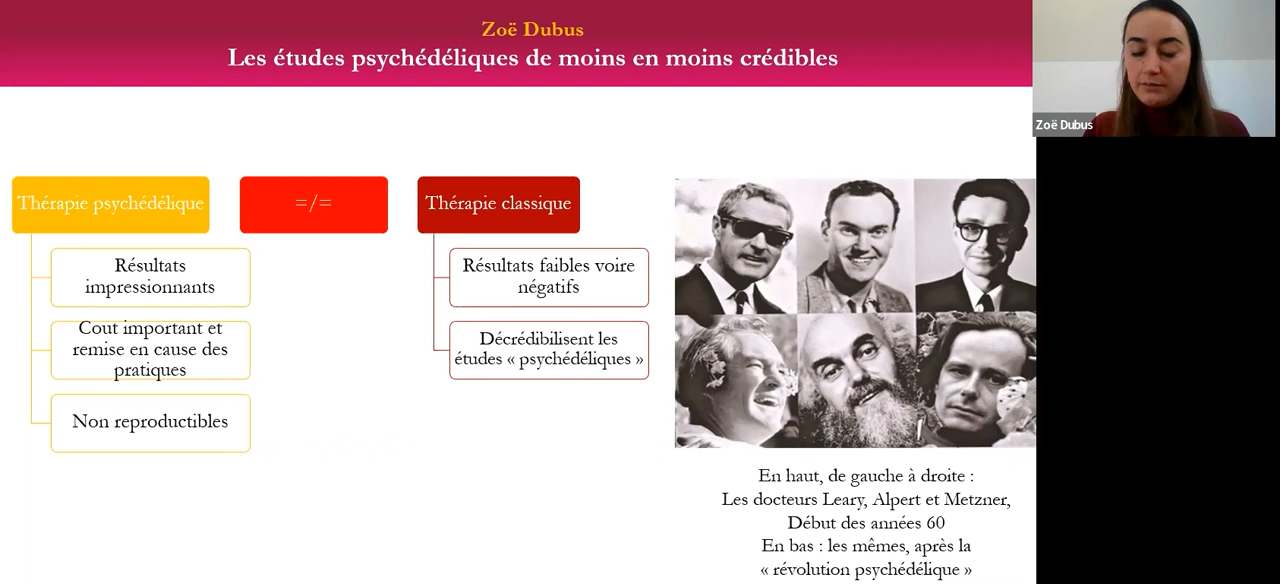 Zoë Dubus
Les études psychédéliques de moins en moins crédibles
Zoë Dubus
Thérapie psychédélique
=/=
Thérapie classique
Résultats
impressionnants
Cout important et
remise en cause des
pratiques
Non reproductibles
Résultats faibles voire
négatifs
Décrédibilisent les
études « psychédéliques »
En haut, de gauche à droite :
Les docteurs Leary, Alpert et Metzner,
Début des années 60
En bas : les mêmes, après la
« révolution psychédélique »